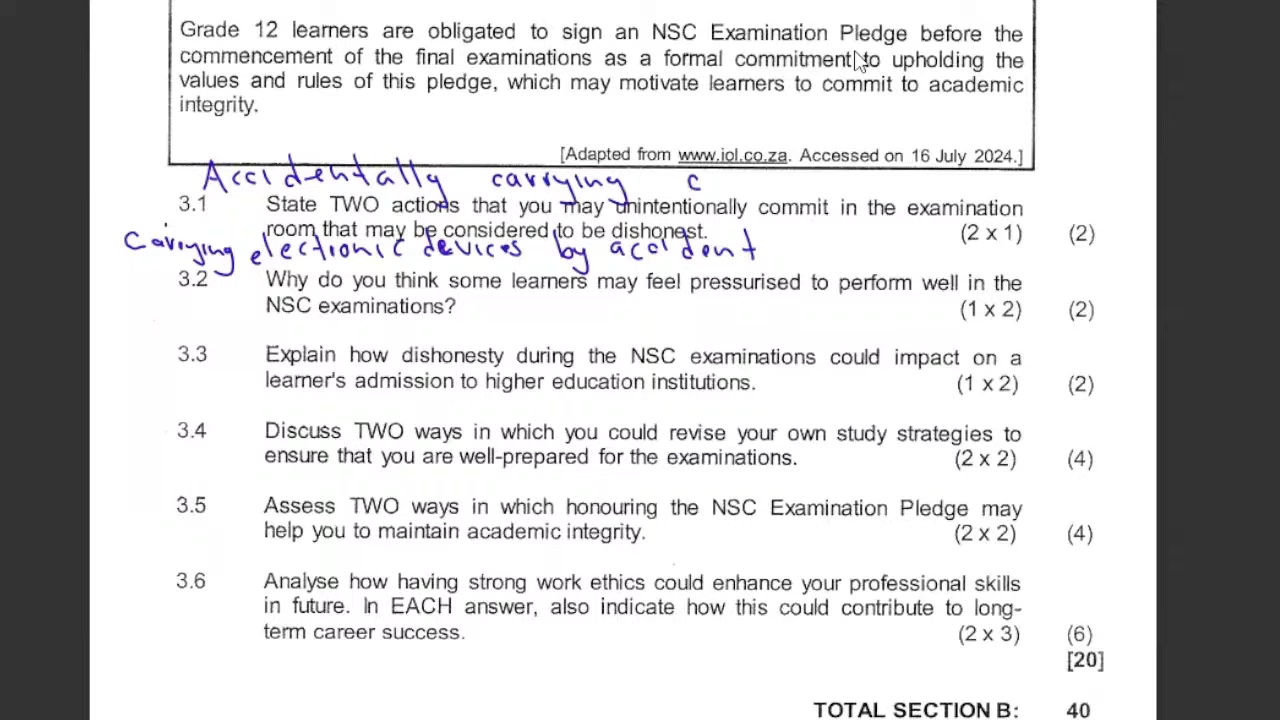 Grade 12 learners are obligated to sign an NSC Examination Pledge before the
commencement of the final examinations as a formal commitment to upholding the
values and rules of this pledge, which may motivate learners to commit to academic
integrity.
[Adapted from www.iol.co.za. Accessed on 16 July 2024.]
Accidentally carrying c
3.1 State TWO actions that you may unintentionally commit in the examination
room that may be considered to be dishonest. (2 x 1) (2)
Carrying electionic devices by accident
3.2 Why do you think some learners may feel pressurised to perform well in the
NSC examinations? (1 x 2) (2)
3.3 Explain how dishonesty during the NSC examinations could impact on a
learner's admission to higher education institutions. (1 x 2) (2)
3.4 Discuss TWO ways in which you could revise your own study strategies to
ensure that you are well-prepared for the examinations. (2 x 2) (4)
3.5 Assess TWO ways in which honouring the NSC Examination Pledge may
help you to maintain academic integrity. (2 x 2) (4)
3.6 Analyse how having strong work ethics could enhance your professional skills
in future. In EACH answer, also indicate how this could contribute to long-
term career success. (2 x 3) (6)
[20]
TOTAL SECTION B: 40